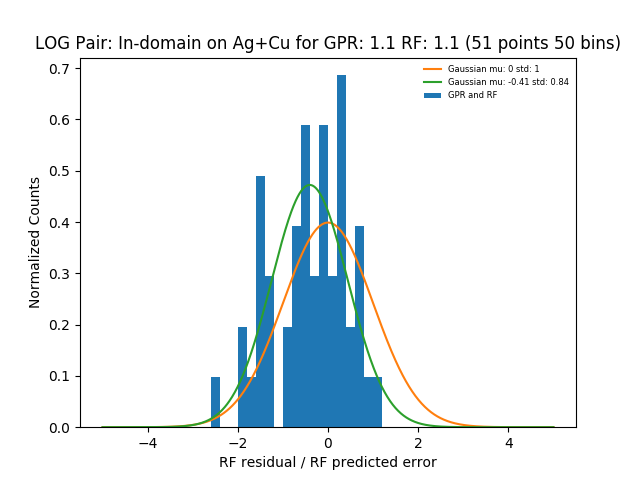 LOG Pair: In-domain on Ag+Cu for GPR: 1.1 RF: 1.1 (51 points 50 bins)
Gaussian mu: 0 std: 1
Gaussian mu: -0.41 std: 0.84
GPR and RF
Normalized Counts
0.7
0.6
0.5
0.4
0.3
0.2
0.1
0.0
−4 −2 0 2 4
RF residual / RF predicted error